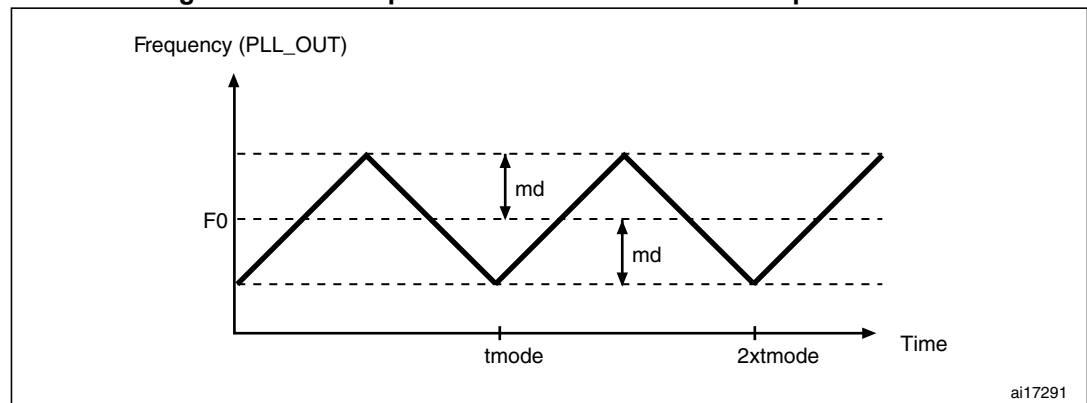 Frequency (PLL_OUT)
md
F0
md
tmode
2xtmode
Time
ai17291